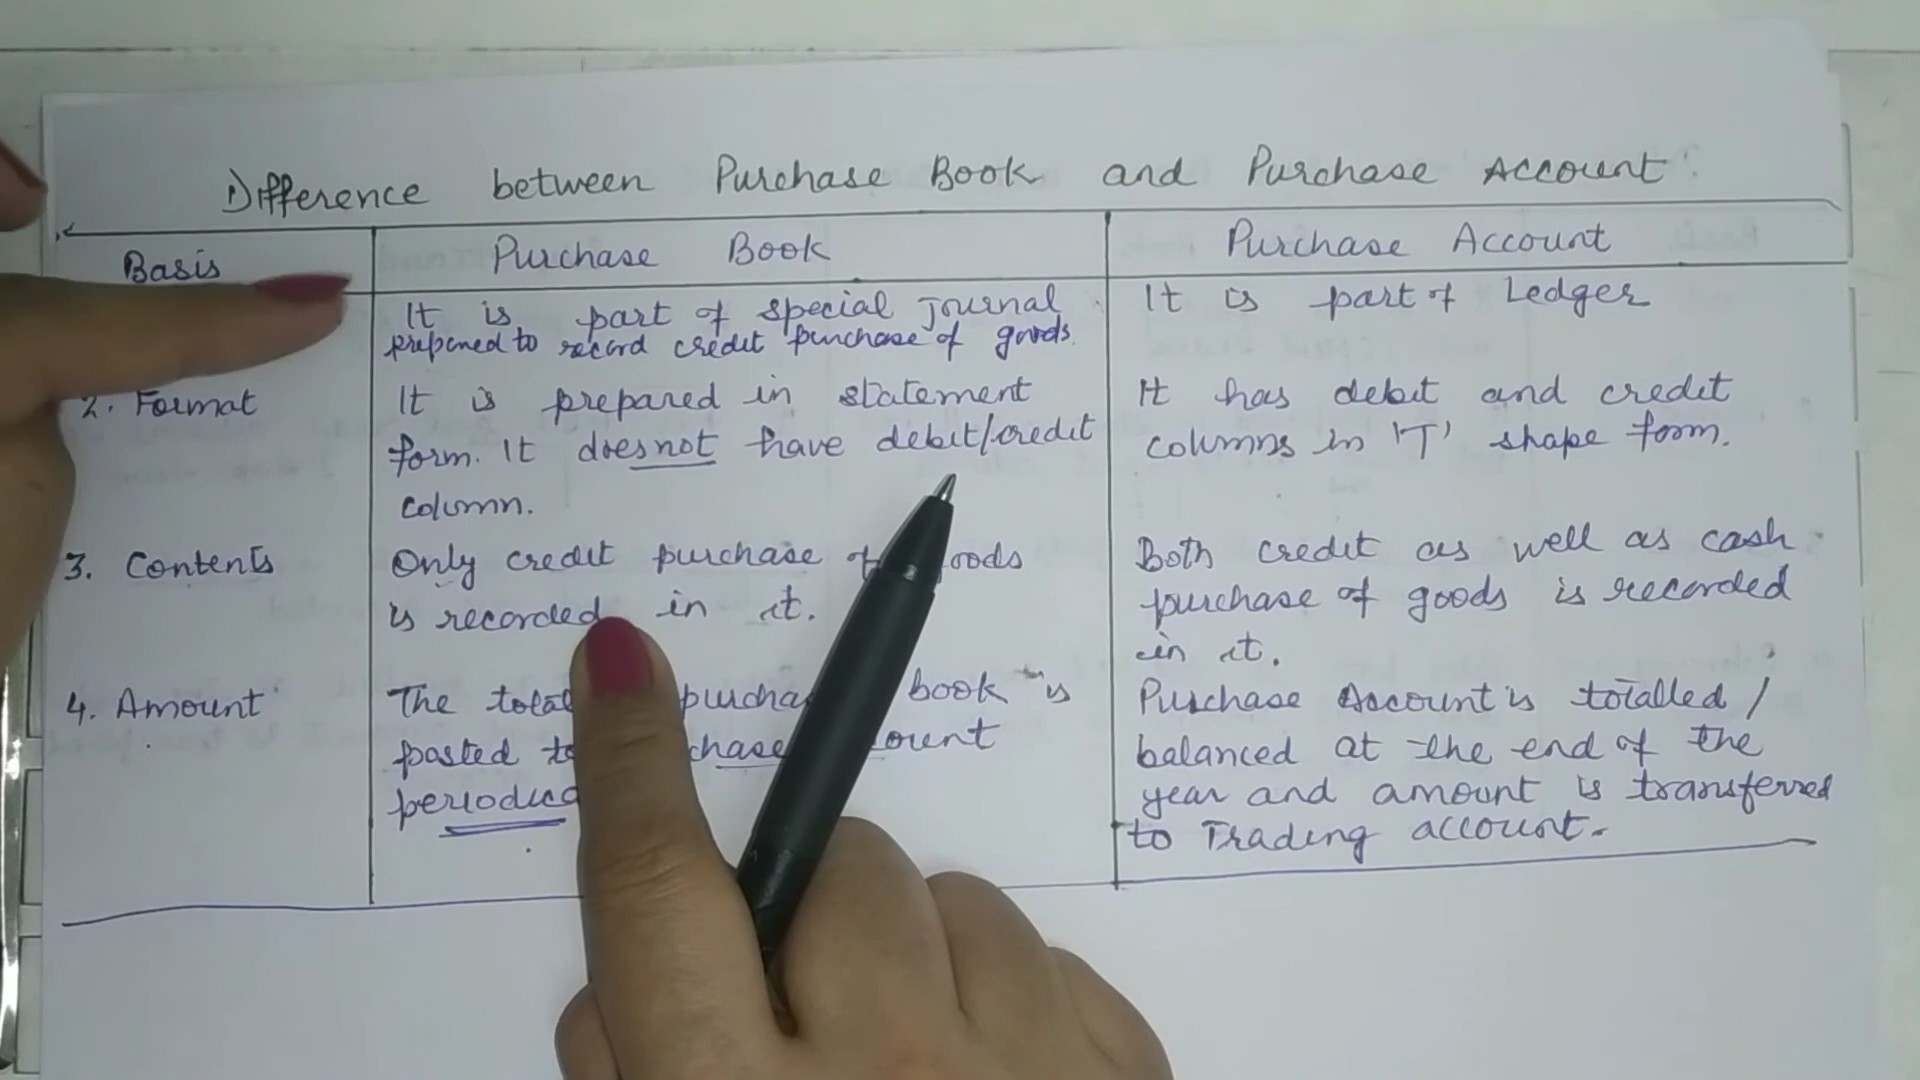 Difference between Purchase Book and Purchase Account
Basis
Purchase Book
Purchase Account
It is part of special Journal
prepared to record credit purchase of goods.
It is part of Ledger
2. Format
It is prepared in statement
form. It does not have debit/credit
column.
It has debit and credit
columns in 'T' shape form.
3. Contents
Only credit purchase
is recorded in it.
Both credit as well as cash
purchase of goods is recorded
in it.
4. Amount
The total book is
posted
Purchase Account is totalled /
balanced at the end of the
year and amount is transferred
to Trading account.